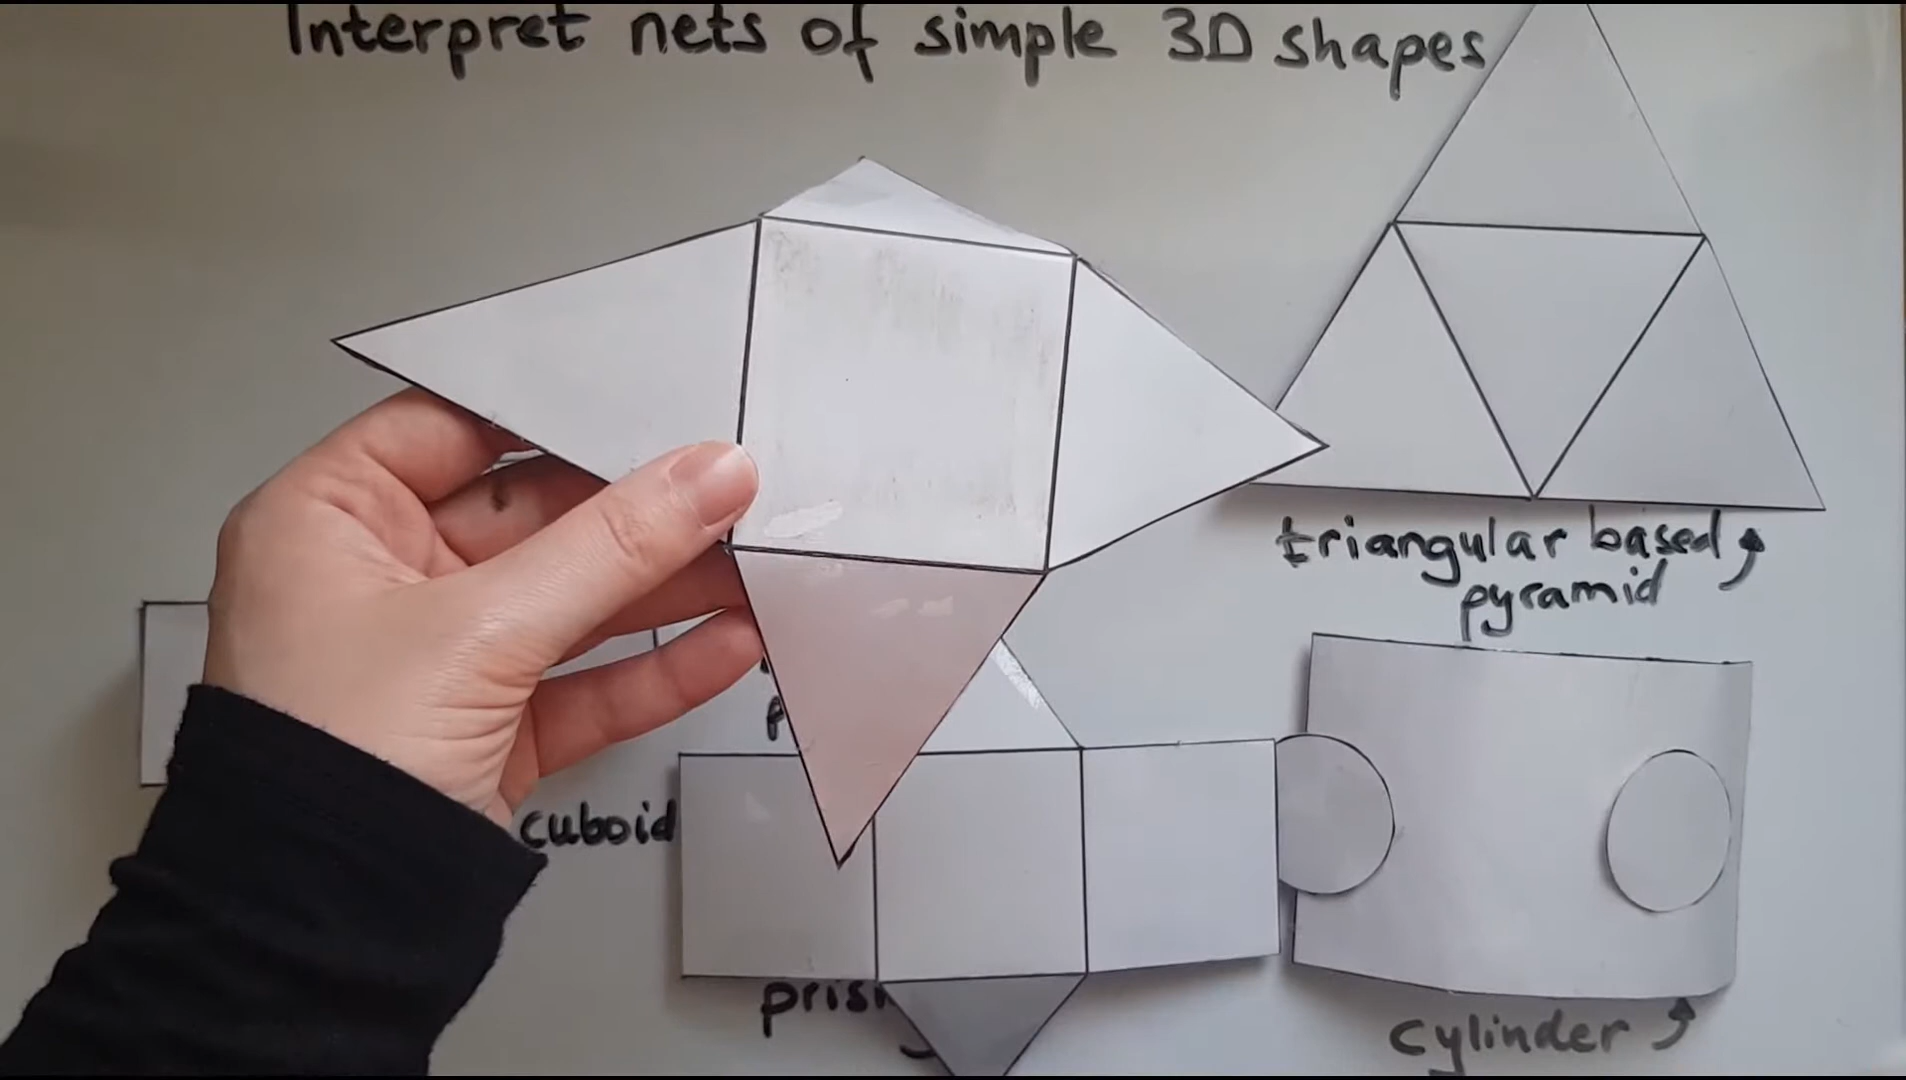 Interpret nets of simple 3D shapes
triangular based
pyramid
cuboid
cylinder